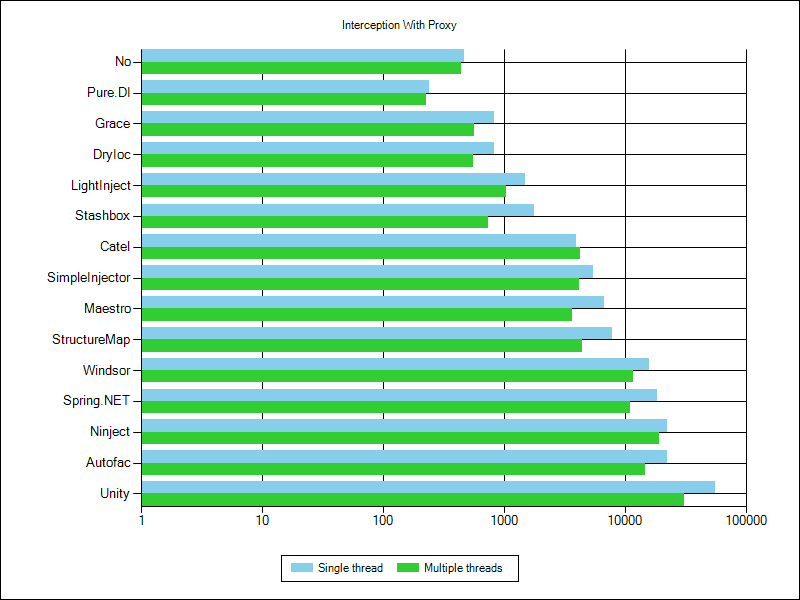 Interception With Proxy
No
Pure.DI
Grace
DryIoc
LightInject
Stashbox
Catel
SimpleInjector
Maestro
StructureMap
Windsor
Spring.NET
Ninject
Autofac
Unity
1 10 100 1000 10000 100000
Single thread Multiple threads